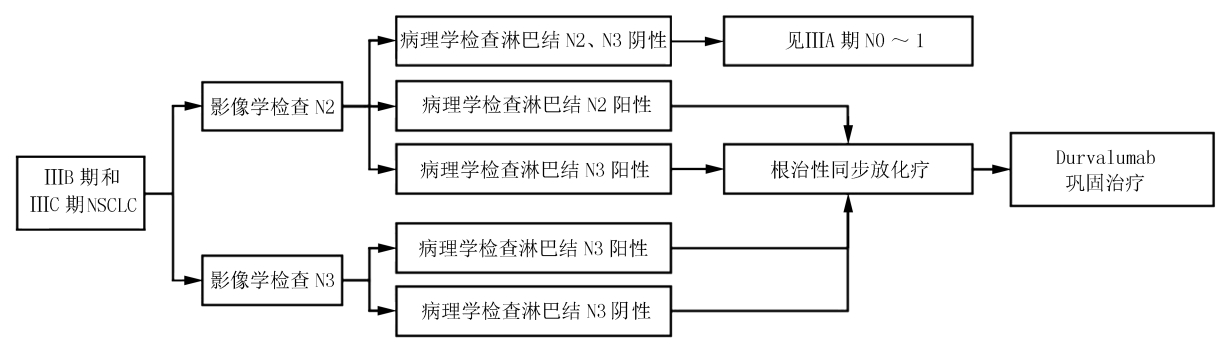 ⅢB 期和
ⅢC 期NSCLC
影像学检查 N2
影像学检查 N3
病理学检查淋巴结 N2、N3 阴性
病理学检查淋巴结 N2 阳性
病理学检查淋巴结 N3 阳性
病理学检查淋巴结 N3 阳性
病理学检查淋巴结 N3 阴性
见ⅢA 期 N0～1
根治性同步放化疗
Durvalumab
巩固治疗